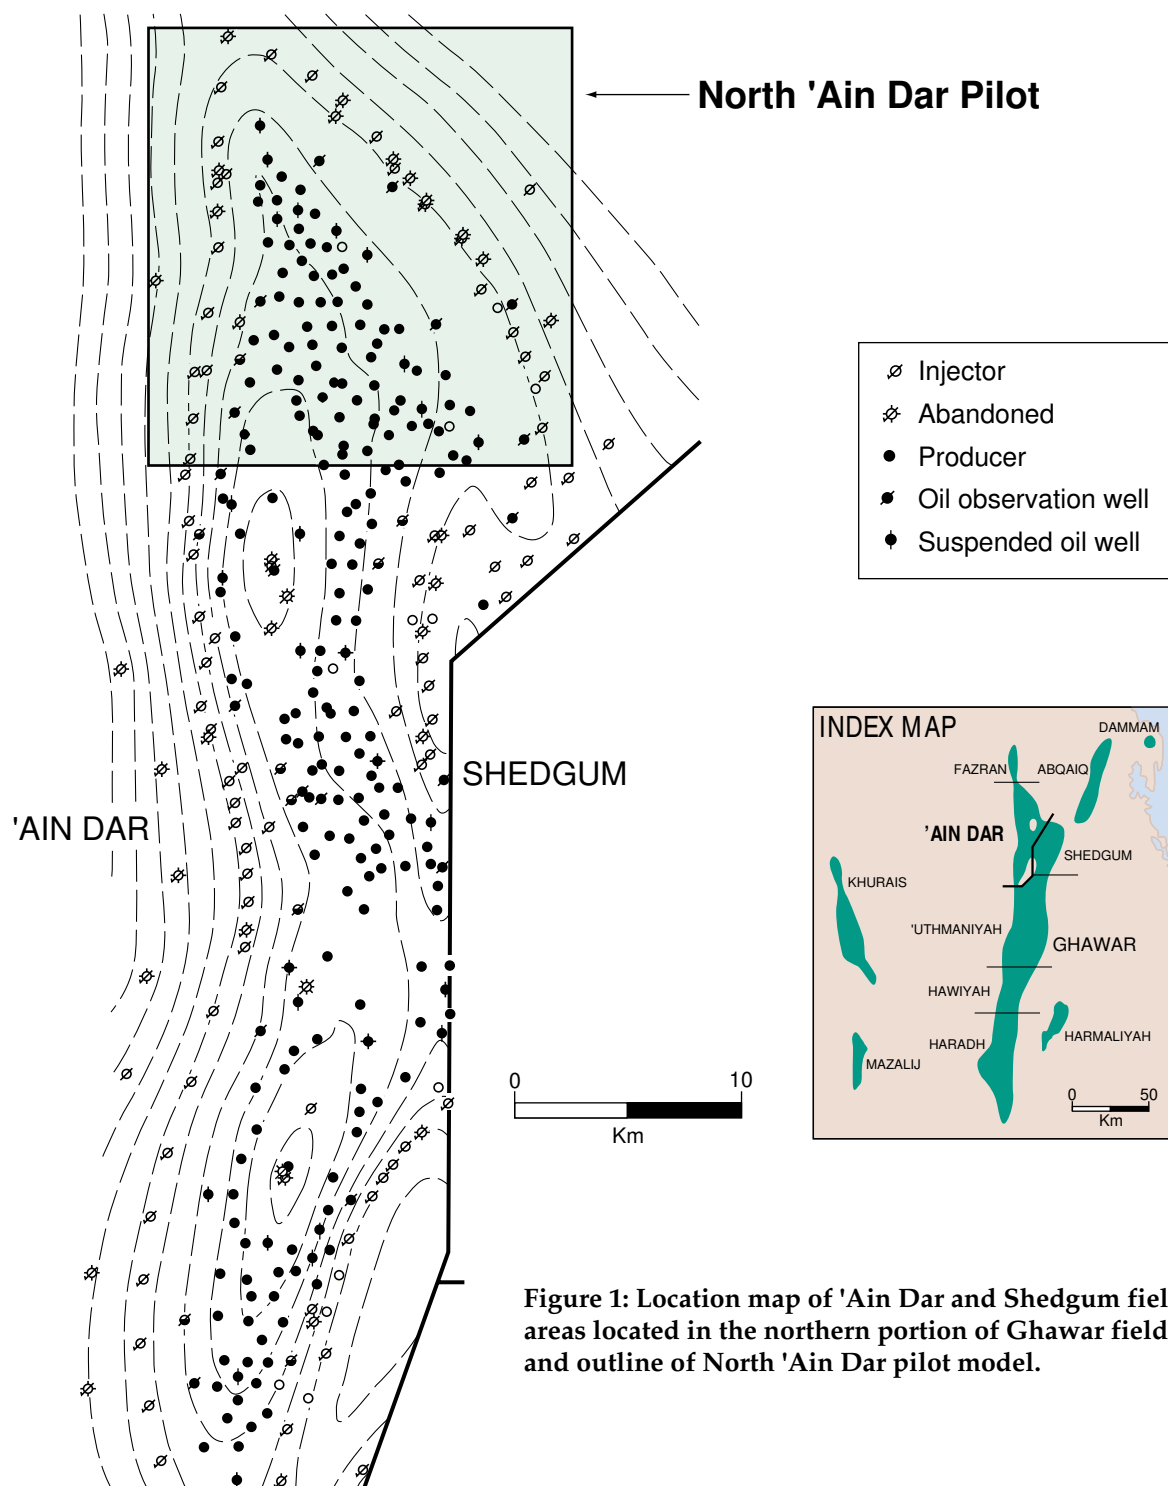 North 'Ain Dar Pilot
Injector
Abandoned
Producer
Oil observation well
Suspended oil well
'AIN DAR
SHEDGUM
0 10
Km
INDEX MAP
DAMMAM
FAZRAN
ABQAIQ
'AIN DAR
SHEDGUM
KHURAIS
'UTHMANIYAH
GHAWAR
HAWIYAH
HARADH
HARMALIYAH
MAZALIJ
0 50
Km
Figure 1: Location map of 'Ain Dar and Shedgum fiel
areas located in the northern portion of Ghawar field
and outline of North 'Ain Dar pilot model.